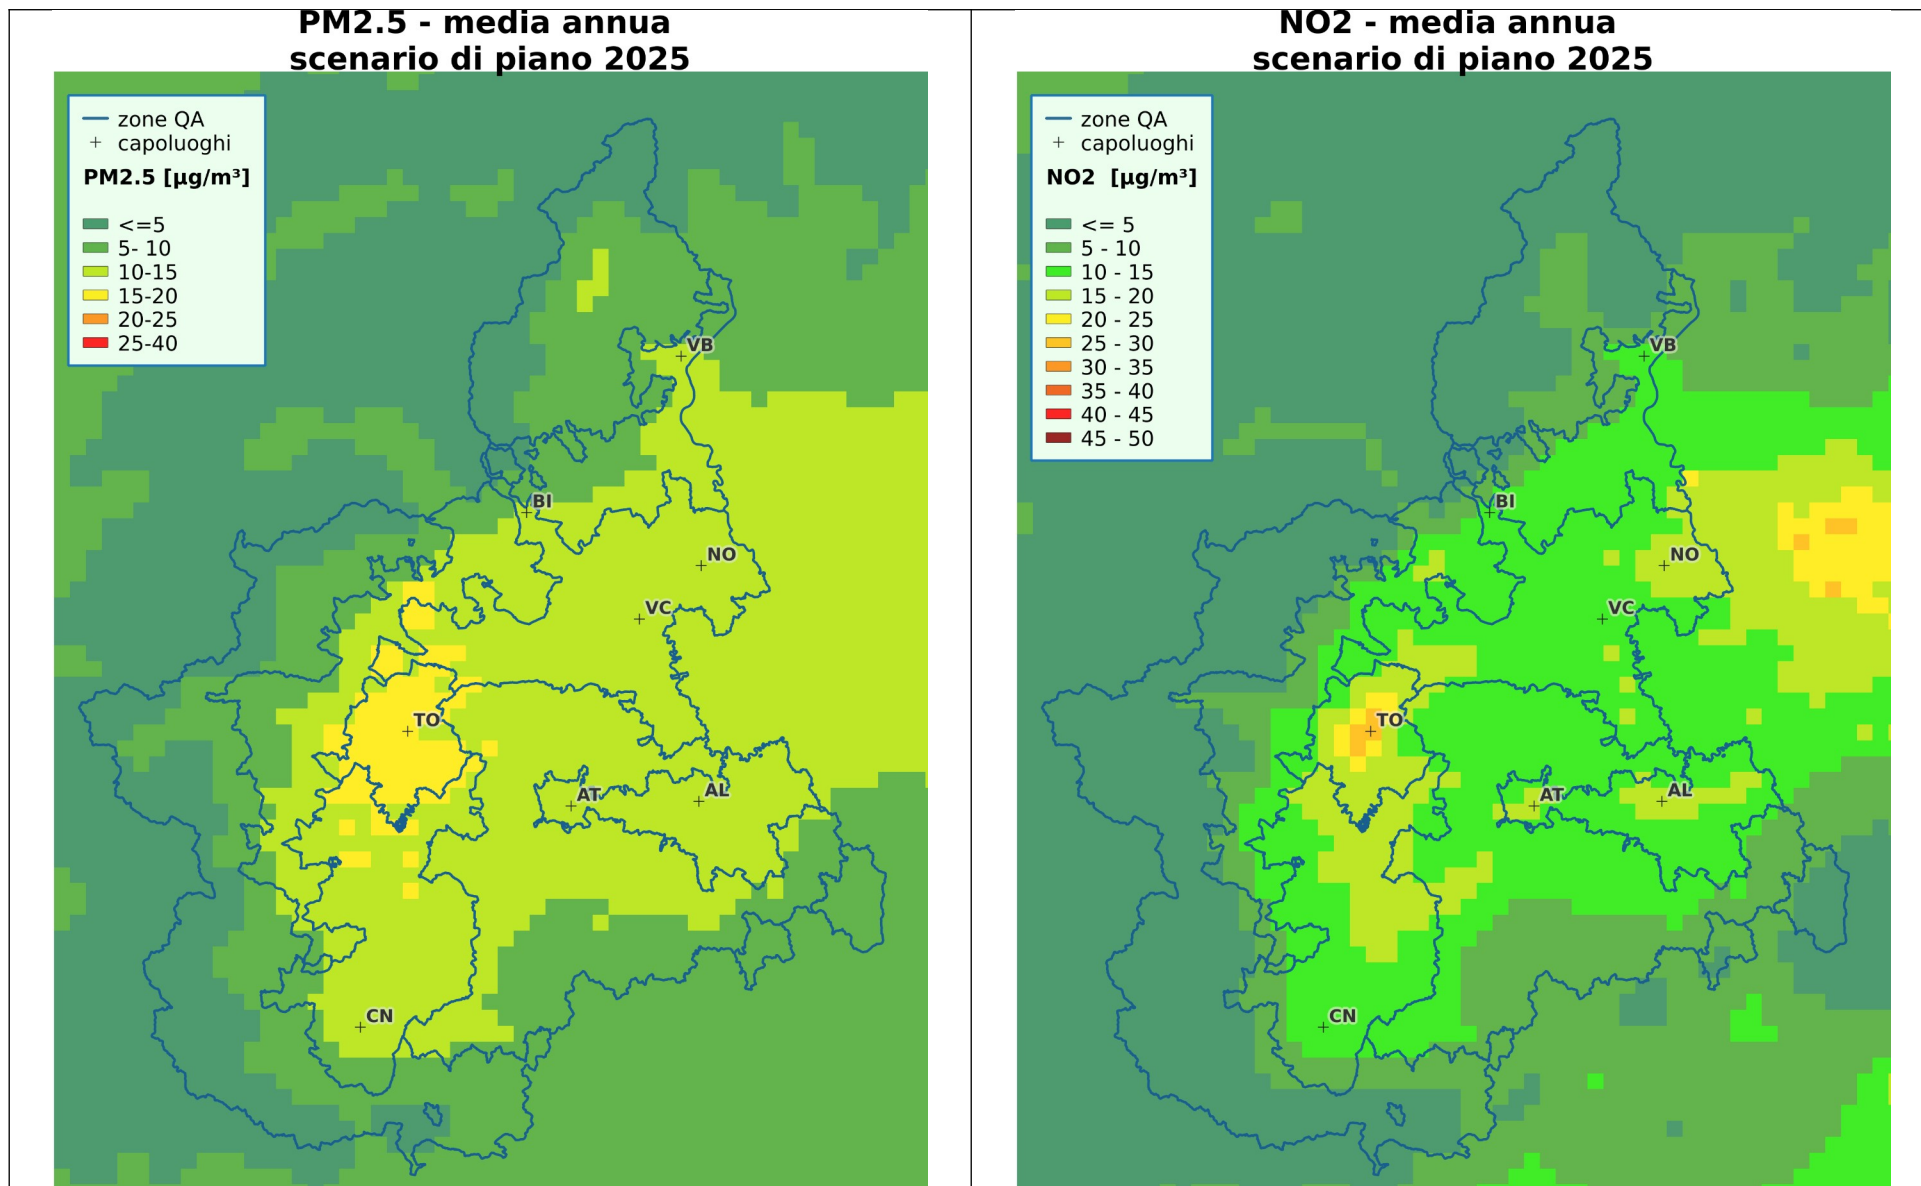 PM2.5 - media annua
scenario di piano 2025
zone QA
capoluoghi
PM2.5 [µg/m³]
<=5
5- 10
10-15
15-20
20-25
25-40
VB
BI
NO
VC
TO
AT
AL
CN
NO2 - media annua
scenario di piano 2025
zone QA
capoluoghi
NO2 [µg/m³]
<= 5
5 - 10
10 - 15
15 - 20
20 - 25
25 - 30
30 - 35
35 - 40
40 - 45
45 - 50
VB
BI
NO
VC
TO
AT
AL
CN